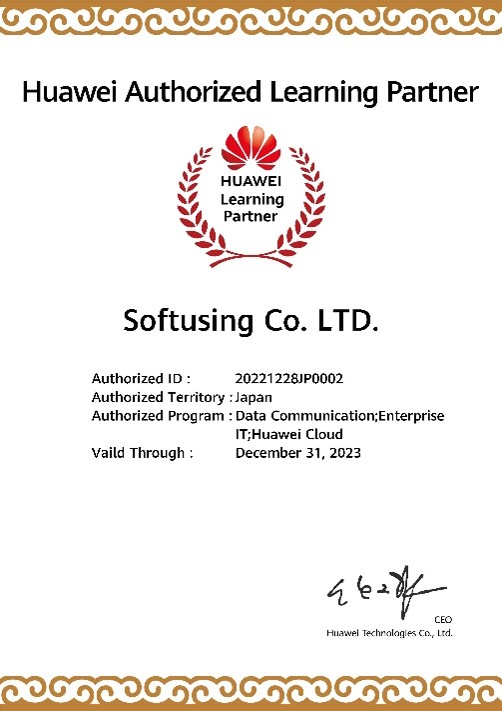 Huawei Authorized Learning Partner
HUAWEI
Learning
Partner
Softusing Co. LTD.
Authorized ID : 20221228JP0002
Authorized Territory : Japan
Authorized Program : Data Communication;Enterprise
IT;Huawei Cloud
Vaild Through : December 31, 2023
CEO
Huawei Technologies Co., Ltd.